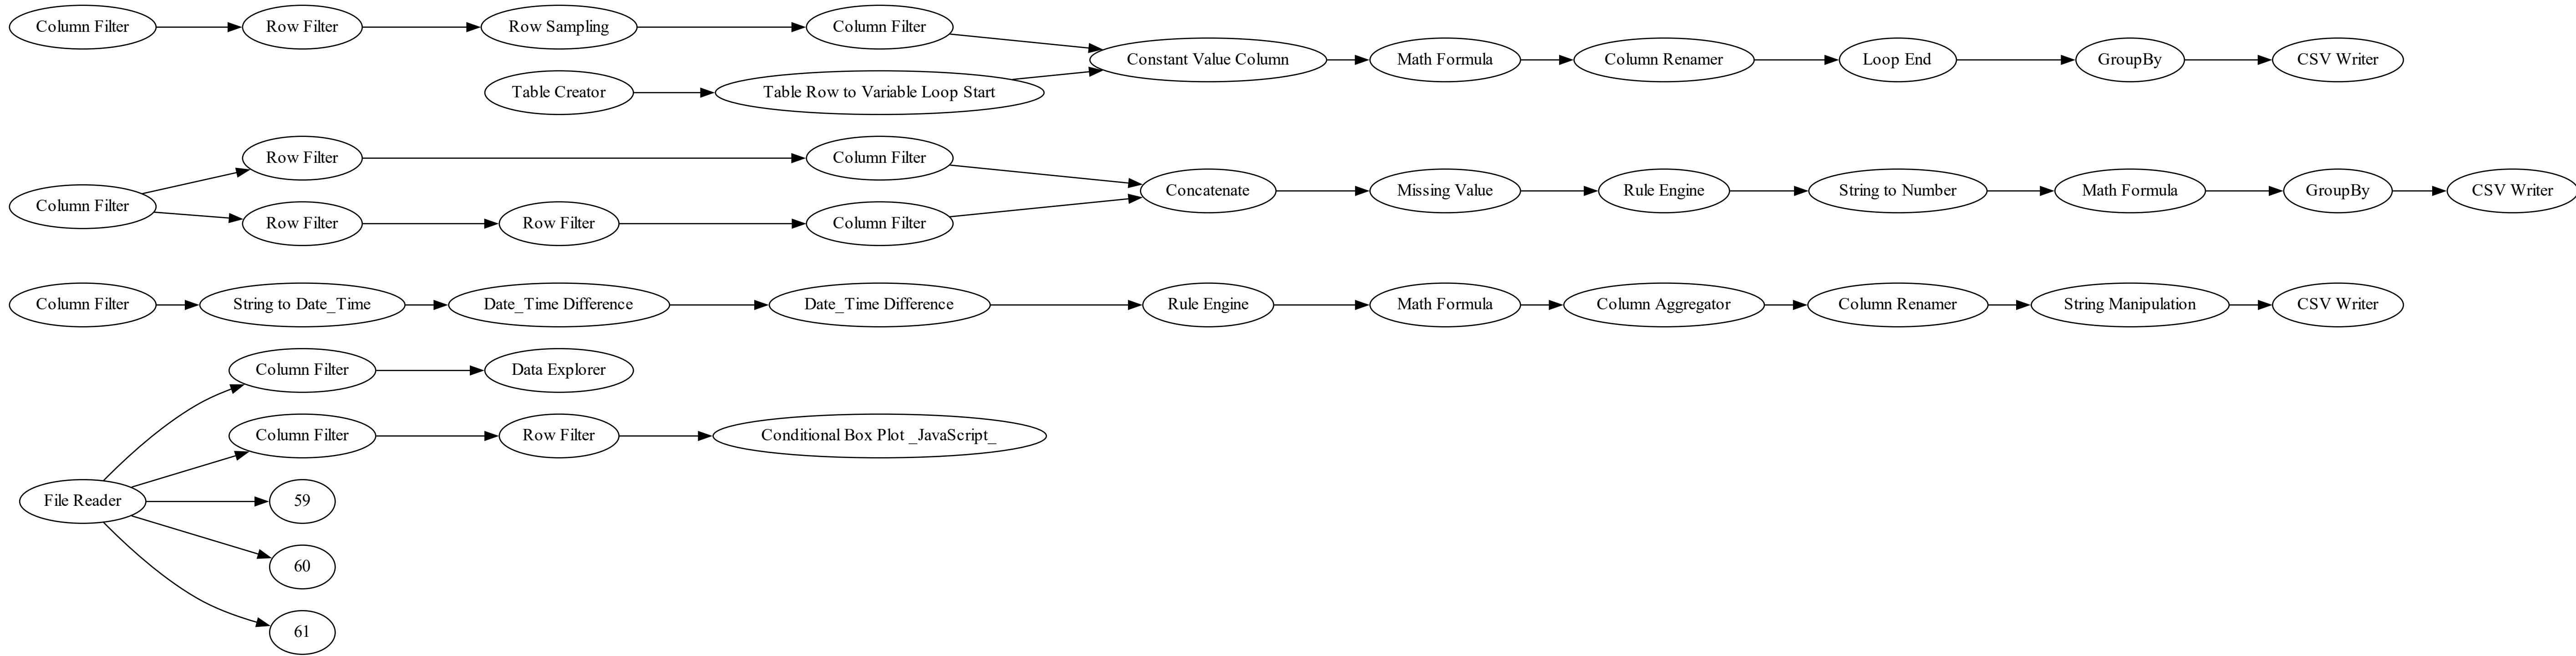 Column Filter
Row Filter
Row Sampling
Column Filter
Table Creator
Table Row to Variable Loop Start
Constant Value Column
Math Formula
Column Renamer
Loop End
GroupBy
CSV Writer
Column Filter
Row Filter
Column Filter
Row Filter
Row Filter
Column Filter
Concatenate
Missing Value
Rule Engine
String to Number
Math Formula
GroupBy
CSV Writer
Column Filter
String to Date_Time
Date_Time Difference
Date_Time Difference
Rule Engine
Math Formula
Column Aggregator
Column Renamer
String Manipulation
CSV Writer
File Reader
Column Filter
Data Explorer
Column Filter
Row Filter
Conditional Box Plot _JavaScript_
59
60
61